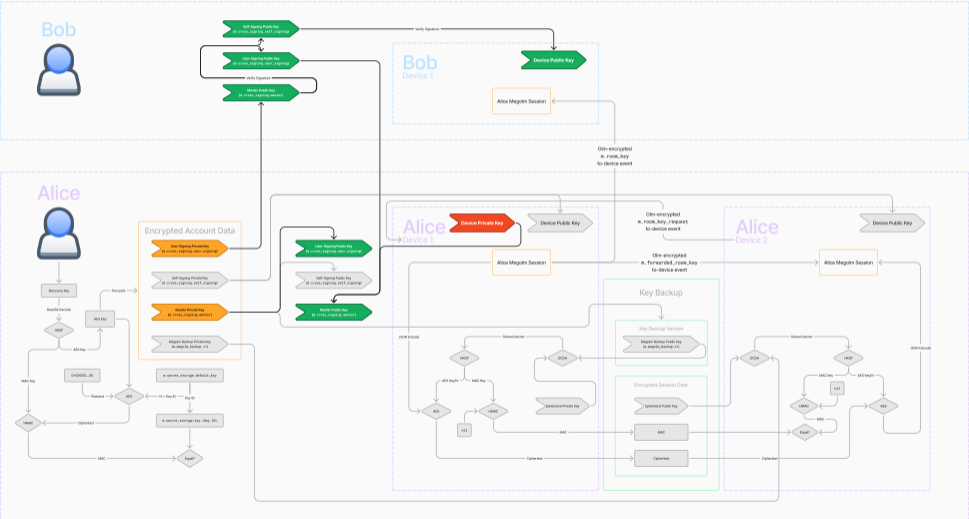 Bob
Self-Signing Public Key
(m.cross_signing.self_signing)
User-Signing Public Key
(m.cross_signing.user_signing)
Master Public Key
(m.cross_signing.master)
Verify Signature
Verify Signature
Bob
Device 1
Device Public Key
Alice Megolm Session
Olm-encrypted
m.room_key
to-device event
Alice
Recovery Key
Base58 Decode
HKDF
AES Key
AES Key
Decrypt
MAC Key
Plaintext
AES
IV + Key ID
Key ID
Ciphertext
HMAC
MAC
Equal?
m.secret_storage.default_key
m.secret_storage.key.<Key ID>
Encrypted Account Data
User-Signing Private Key
(m.cross_signing.user_signing)
Self-Signing Private Key
(m.cross_signing.self_signing)
Master Private Key
(m.cross_signing.master)
Megolm Backup Private Key
(m.megolm_backup.v1)
User-Signing Public Key
(m.cross_signing.user_signing)
Self-Signing Public Key
(m.cross_signing.self_signing)
Master Public Key
(m.cross_signing.master)
Alice
Device 1
Device Private Key
Device Public Key
Alice Megolm Session
JSON Encode
HKDF
Shared Secret
ECDH
AES Key/IV
MAC Key
AES
HMAC
Ephemeral Private Key
MAC
Ciphertext
Olm-encrypted
m.room_key_request
to-device event
Olm-encrypted
m.forwarded_room_key
to-device event
Key Backup
Key Backup Version
Megolm Backup Public Key
(m.megolm_backup.v1)
Encrypted Session Data
Ephemeral Public Key
MAC
Ciphertext
Alice
Device 2
Device Public Key
Alice Megolm Session
JSON Encode
Shared Secret
ECDH
HKDF
MAC Key
AES Key/IV
HMAC
AES
MAC
Equal?
Ciphertext